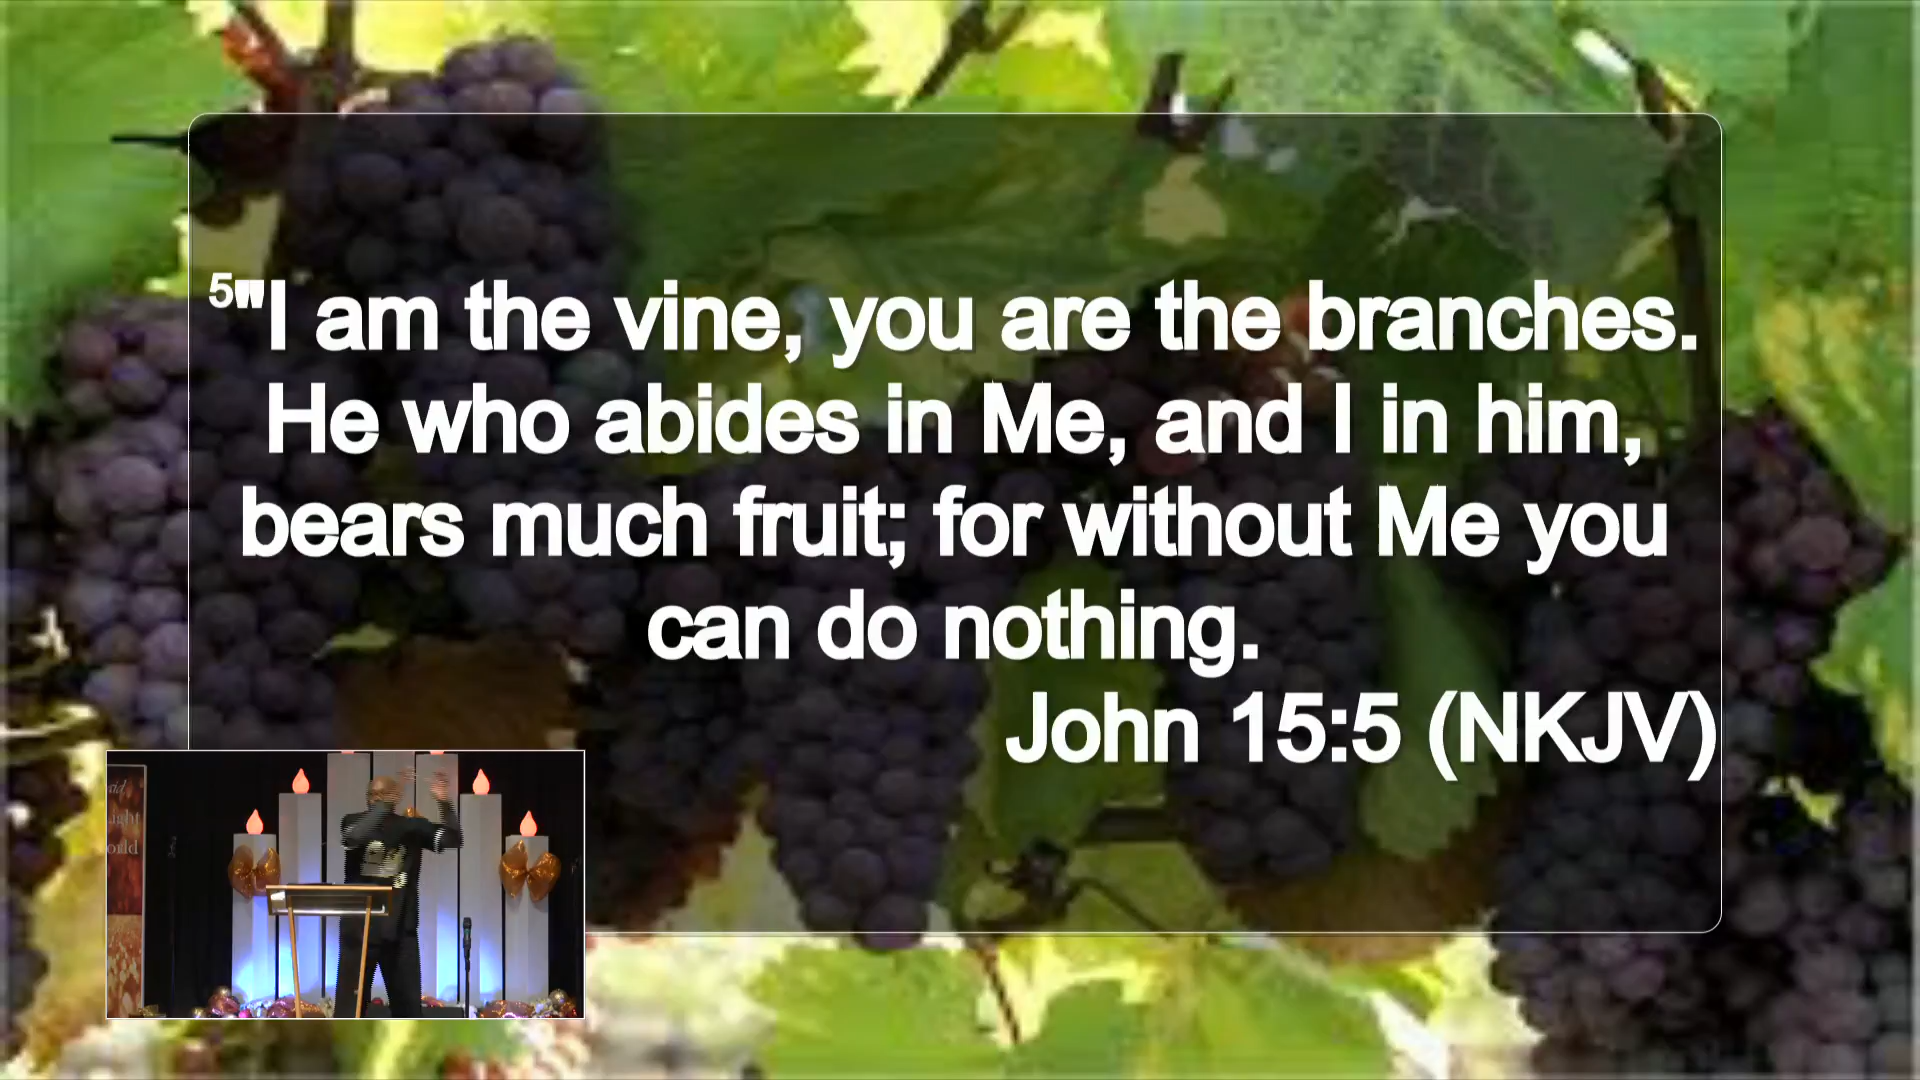 5""I am the vine, you are the branches.
He who abides in Me, and I in him,
bears much fruit; for without Me you
can do nothing.
John 15:5 (NKJV)